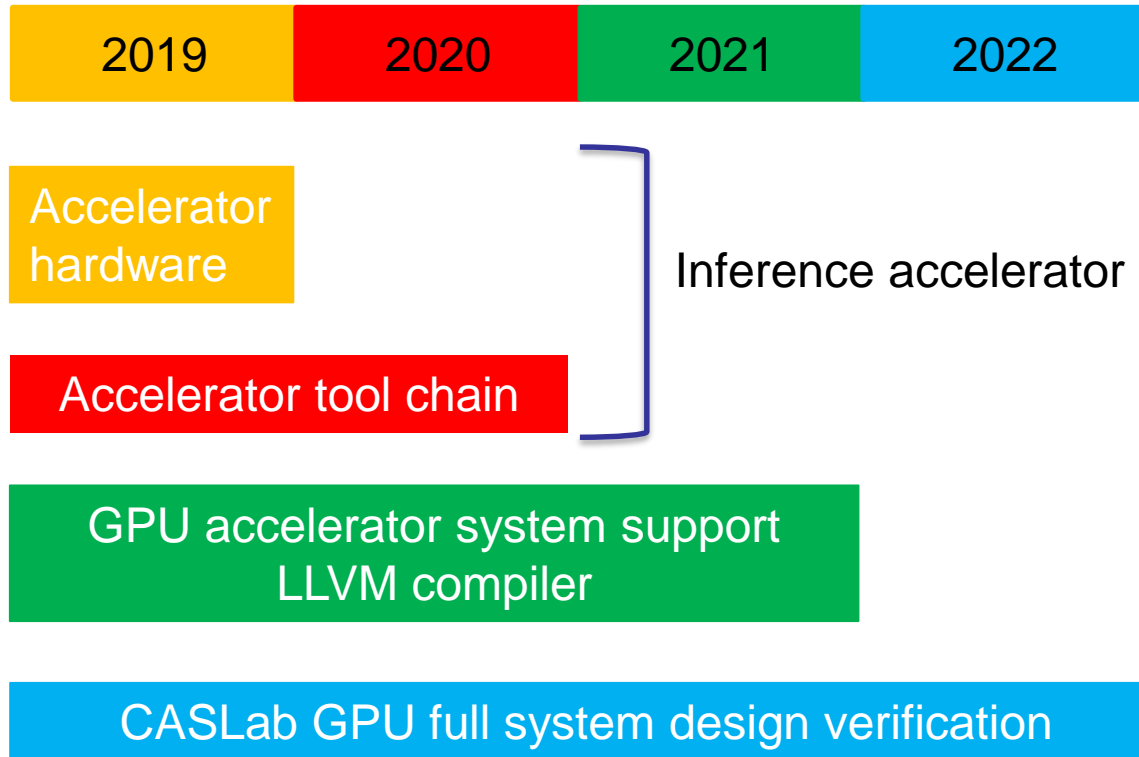 2019 2020 2021 2022
Accelerator
hardware
Inference accelerator
Accelerator tool chain
GPU accelerator system support
LLVM compiler
CASLab GPU full system design verification